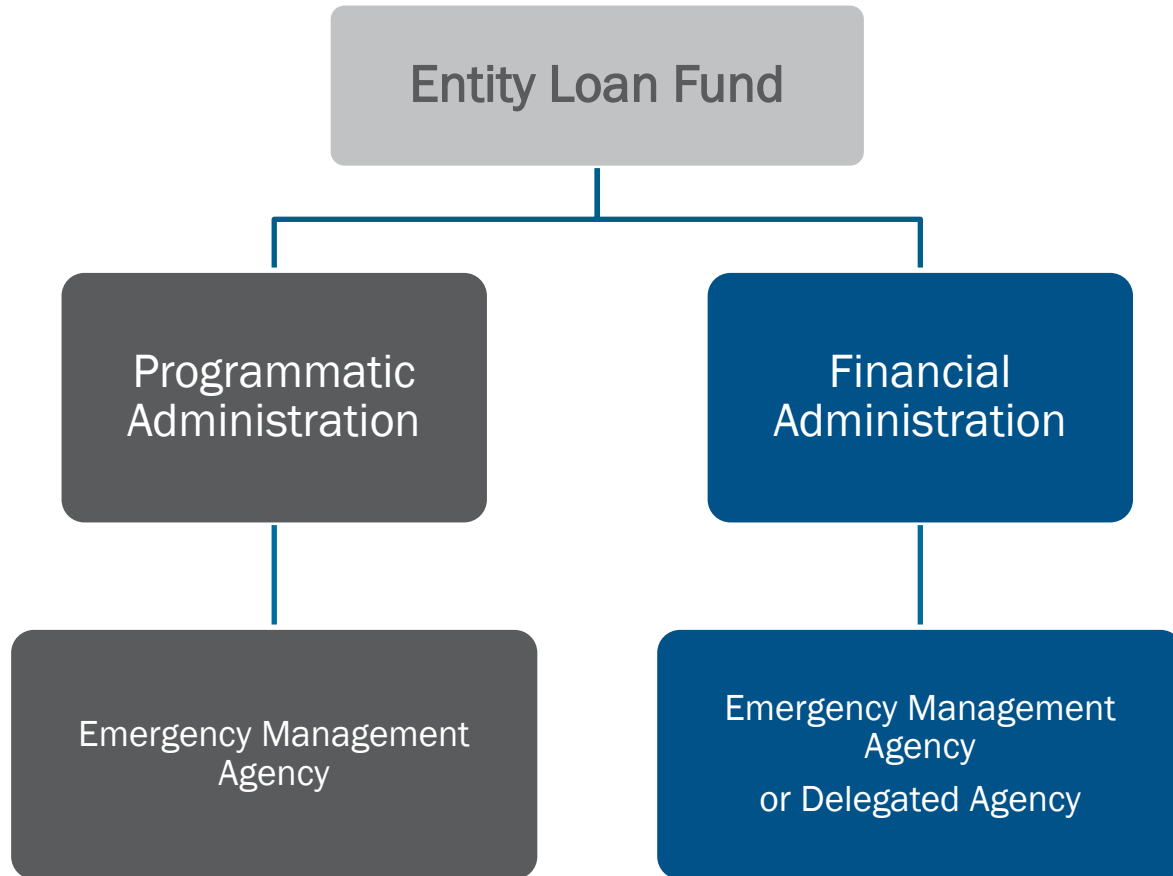 Entity Loan Fund
Programmatic
Administration
Financial
Administration
Emergency Management
Agency
Emergency Management
Agency
or Delegated Agency